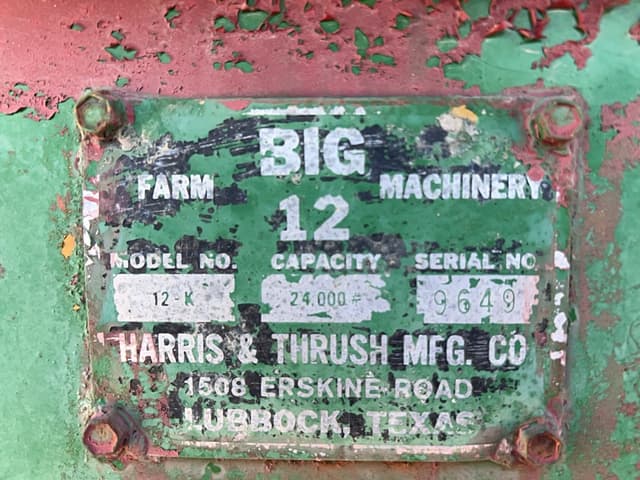 BIG
FARM MACHINERY
12
MODEL NO. CAPACITY SERIAL NO
12-K 24,000# 9649
HARRIS & THRUSH MFG. CO
1508 ERSKINE ROAD
LUBBOCK, TEXAS